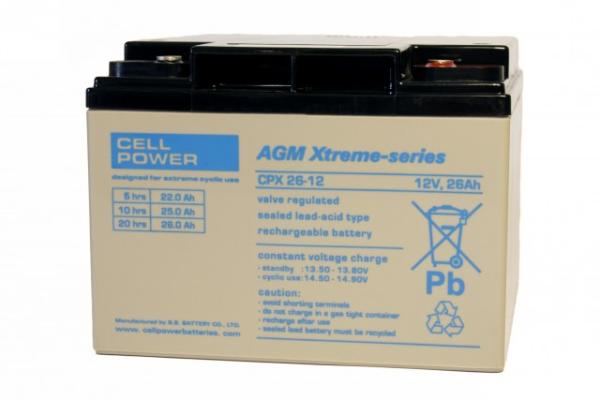 CELL
POWER
designed for extreme cyclic use
5 hrs 22.0 Ah
10 hrs 25.0 Ah
20 hrs 26.0 Ah
Manufactured by B.B. BATTERY CO., LTD.
www.cellpowerbatteries.com
AGM Xtreme-series
CPX 26-12 12V, 26Ah
valve regulated
sealed lead-acid type
rechargeable battery
constant voltage charge
- standby :13.50 - 13.80V
- cyclic use:14.50 - 14.90V
caution:
- avoid shorting terminals
- do not charge in a gas tight container
- recharge after use
- sealed lead battery must be recycled
Pb